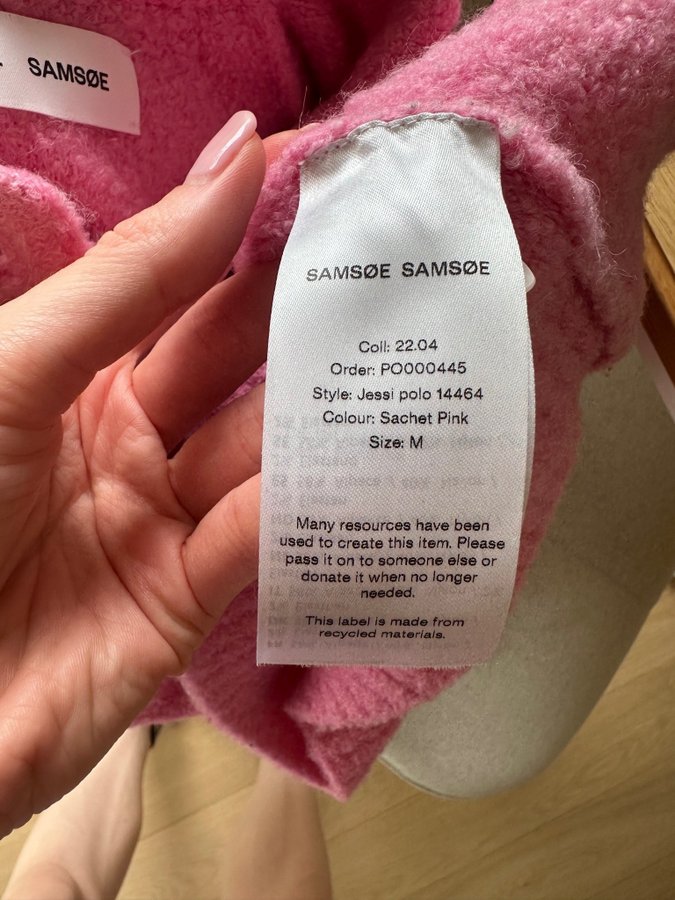 SAMSØE
SAMSØE SAMSØE
Coll: 22.04
Order: PO000445
Style: Jessi polo 14464
Colour: Sachet Pink
Size: M
Many resources have been
used to create this item. Please
pass it on to someone else or
donate it when no longer
needed.
This label is made from
recycled materials.